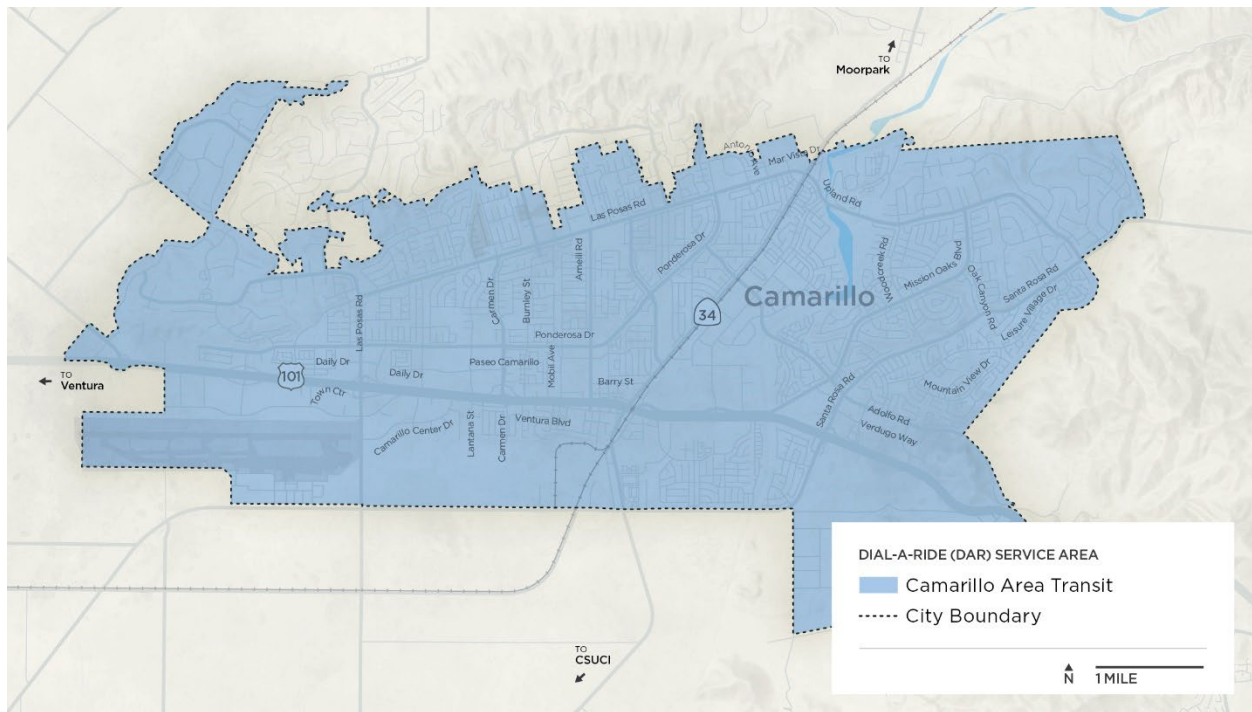 TO
Moorpark
Anton Ave
Mar Vista Dr
Upland Rd
Las Posas Rd
Ponderosa Dr
Arneill Rd
Woodcreek Rd
Mission Oaks Blvd
Oak Canyon Rd
Santa Rosa Rd
Leisure Village Dr
Camarillo
34
Carmen Dr
Burnley St
Las Posas Rd
Ponderosa Dr
Daily Dr
101
Daily Dr
Paseo Camarillo
Mobil Ave
Barry St
Mountain View Dr
TO
Ventura
Town Ctr
Santa Rosa Rd
Adolfo Rd
Verdugo Way
Camarillo Center Dr
Lantana St
Carmen Dr
Ventura Blvd
TO
CSUCI
DIAL-A-RIDE (DAR) SERVICE AREA
Camarillo Area Transit
City Boundary
N
1 MILE